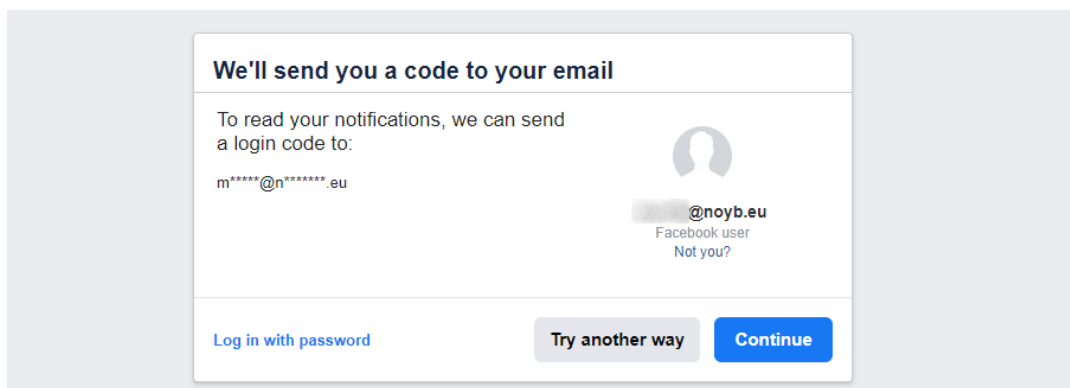 We'll send you a code to your email
To read your notifications, we can send
a login code to:
m*****@n*******.eu
@noyb.eu
Facebook user
Not you?
Log in with password
Try another way
Continue